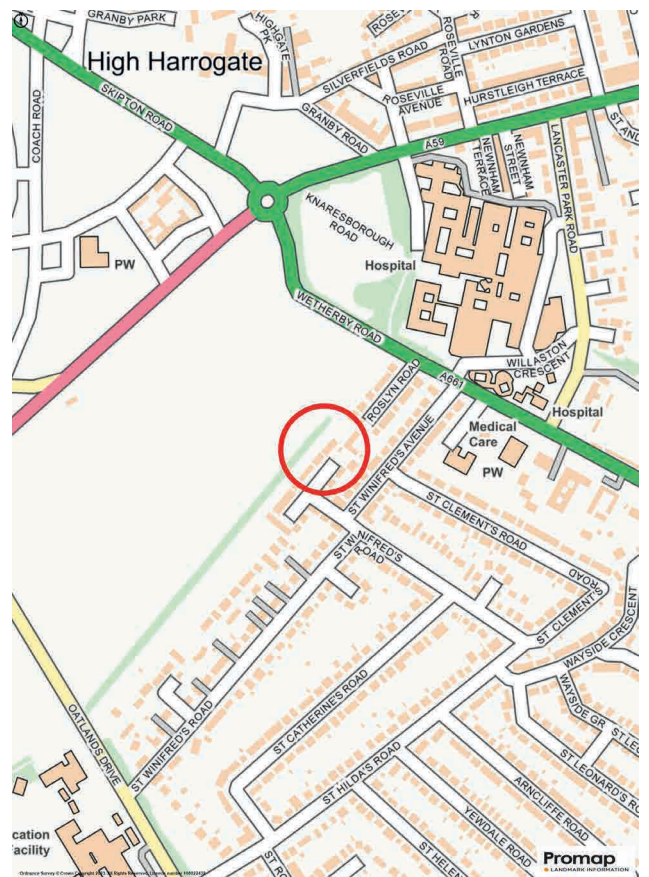 GRANBY PARK
HIGHGATE
PK
High Harrogate
SILVERFIELDS ROAD
ROSEVILLE
ROAD
LYNTON GARDENS
ROSEVILLE
AVENUE
HURSTLEIGH TERRACE
SKIPTON ROAD
COACH ROAD
GRANBY ROAD
A59
NEWNHAM
TERRACE
NEWNHAM
STREET
LANCASTER PARK ROAD
KNARESBOROUGH
ROAD
PW
Hospital
WETHERBY ROAD
WILLASTON
CRESCENT
A661
ROSLYN ROAD
Hospital
Medical
Care
PW
ST WINIFRED'S AVENUE
ST CLEMENT'S ROAD
ST WINIFRED'S
ROAD
ST CLEMENT'S
ROAD
WAYSIDE CRESCENT
WAYSIDE GR
OATLANDS DRIVE
ST WINIFRED'S ROAD
ST CATHERINE'S ROAD
ST HILDA'S ROAD
ST LEONARD'S RO
ARNCLIFFE ROAD
YEWDALE ROAD
ST HELEN
ST RO
cation
acility
Promap
LANDMARK INFORMATION